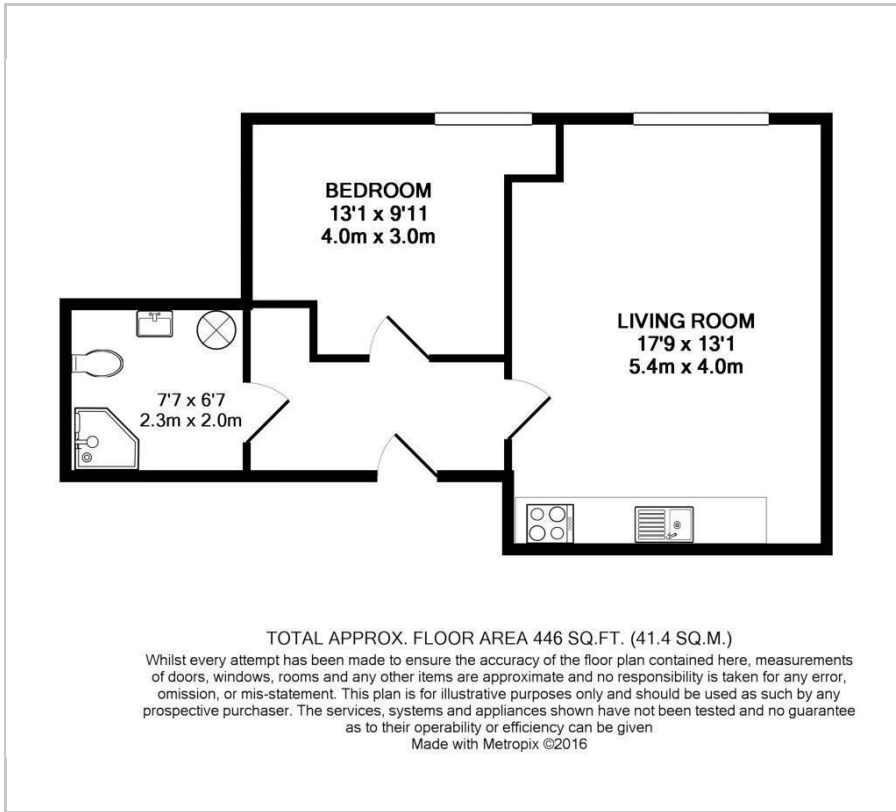 BEDROOM
13'1 x 9'11
4.0m x 3.0m
LIVING ROOM
17'9 x 13'1
5.4m x 4.0m
7'7 x 6'7
2.3m x 2.0m
TOTAL APPROX. FLOOR AREA 446 SQ.FT. (41.4 SQ.M.)
Whilst every attempt has been made to ensure the accuracy of the floor plan contained here, measurements
of doors, windows, rooms and any other items are approximate and no responsibility is taken for any error,
omission, or mis-statement. This plan is for illustrative purposes only and should be used as such by any
prospective purchaser. The services, systems and appliances shown have not been tested and no guarantee
as to their operability or efficiency can be given
Made with Metropix ©2016